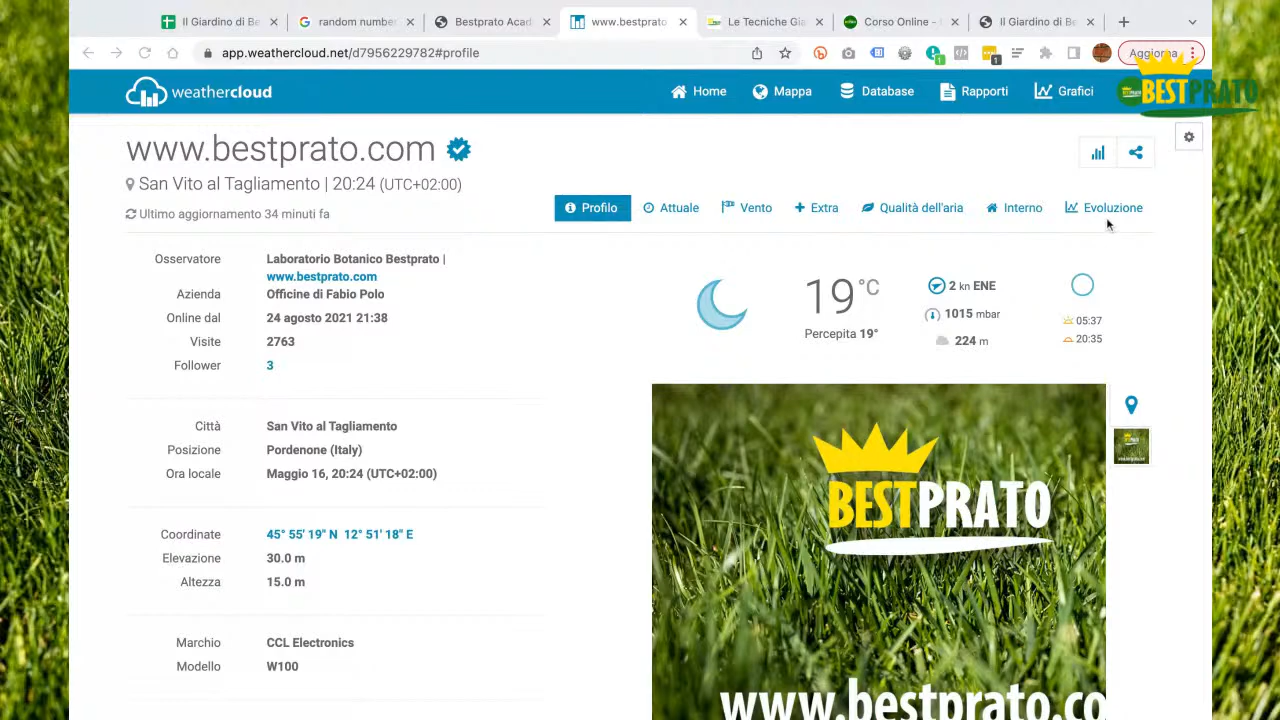 Il Giardino di Be
random number
Bestprato Acad
www.bestprato
Le Tecniche Gia
Corso Online -
Il Giardino di Be
app.weathercloud.net/d7956229782#profile
Aggiorna
BESTPRATO
weathercloud
Home
Mappa
Database
Rapporti
Grafici
www.bestprato.com
San Vito al Tagliamento | 20:24 (UTC+02:00)
Ultimo aggiornamento 34 minuti fa
Profilo
Attuale
Vento
Extra
Qualità dell'aria
Interno
Evoluzione
Osservatore Laboratorio Botanico Bestprato |
www.bestprato.com
Azienda Officine di Fabio Polo
Online dal 24 agosto 2021 21:38
Visite 2763
Follower 3
19 °C
Percepita 19°
2 kn ENE
1015 mbar
224 m
05:37
20:35
Città San Vito al Tagliamento
Posizione Pordenone (Italy)
Ora locale Maggio 16, 20:24 (UTC+02:00)
Coordinate 45° 55' 19" N 12° 51' 18" E
Elevazione 30.0 m
Altezza 15.0 m
Marchio CCL Electronics
Modello W100
BESTPRATO
www.bestprato.co